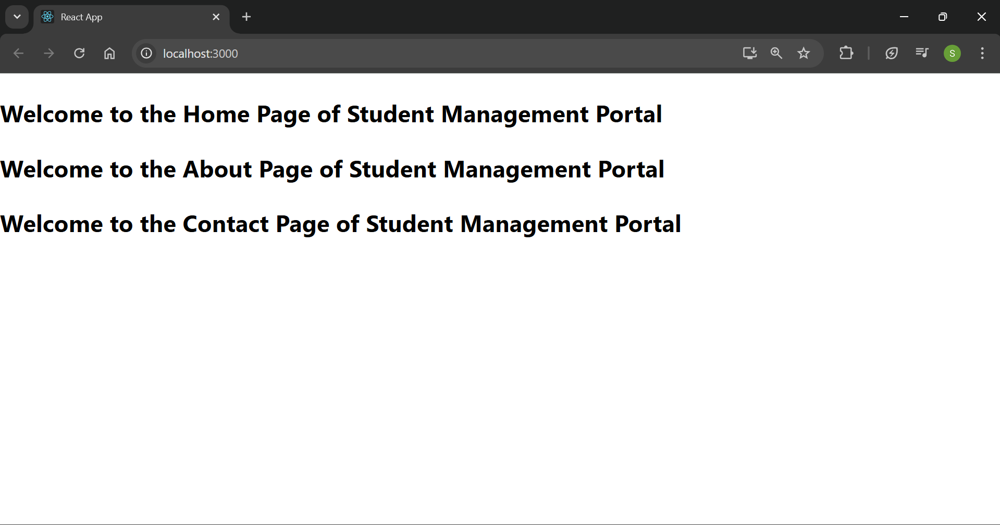 React App
localhost:3000
S
Welcome to the Home Page of Student Management Portal
Welcome to the About Page of Student Management Portal
Welcome to the Contact Page of Student Management Portal